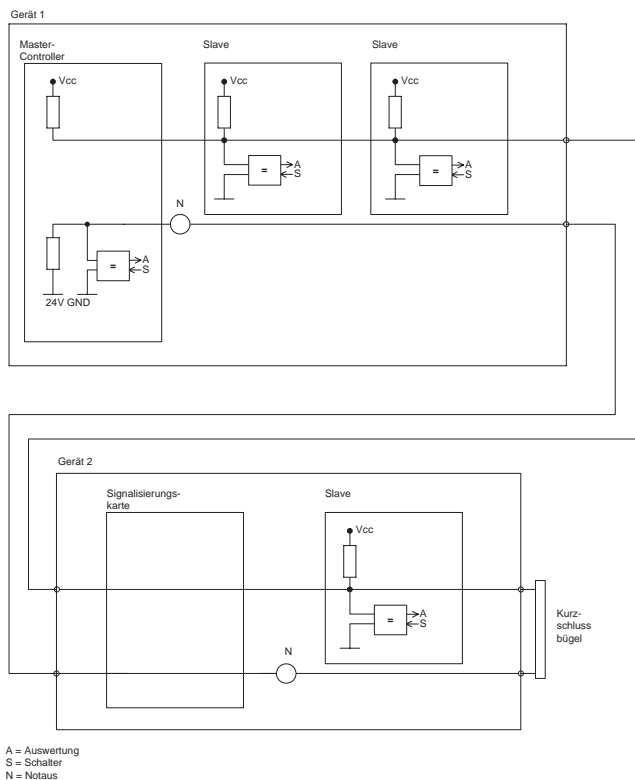 Gerät 1
Master-
Controller
Slave
Slave
Vcc
Vcc
Vcc
=
A
S
=
A
S
N
=
A
S
24V GND
Gerät 2
Signalisierungs-
karte
Slave
Vcc
=
A
S
Kurz-
schluss
bügel
N
A = Auswertung
S = Schalter
N = Notaus